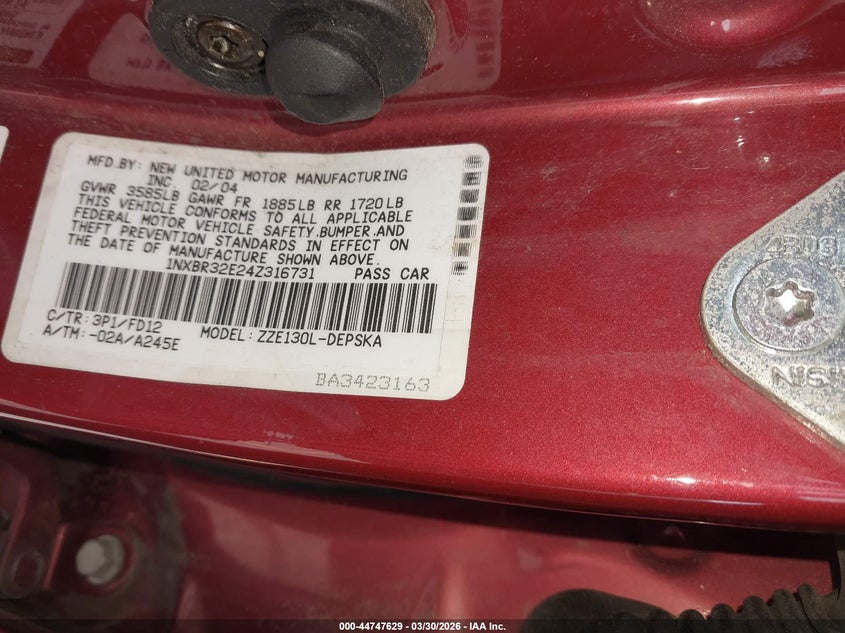 MFD.BY: NEW UNITED MOTOR MANUFACTURING
INC. 02/04
GVWR 3585LB GAWR FR 1885LB RR 1720LB
THIS VEHICLE CONFORMS TO ALL APPLICABLE
FEDERAL MOTOR VEHICLE SAFETY,BUMPER,AND
THEFT PREVENTION STANDARDS IN EFFECT ON
THE DATE OF MANUFACTURE SHOWN ABOVE.
1NXBR32E24Z316731 PASS CAR
C/TR: 3P1/FD12
A/TM:-02A/A245E MODEL: ZZE130L-DEPSKA
BA3423163
000-44747629 - 03/30/2026 - IAA Inc.